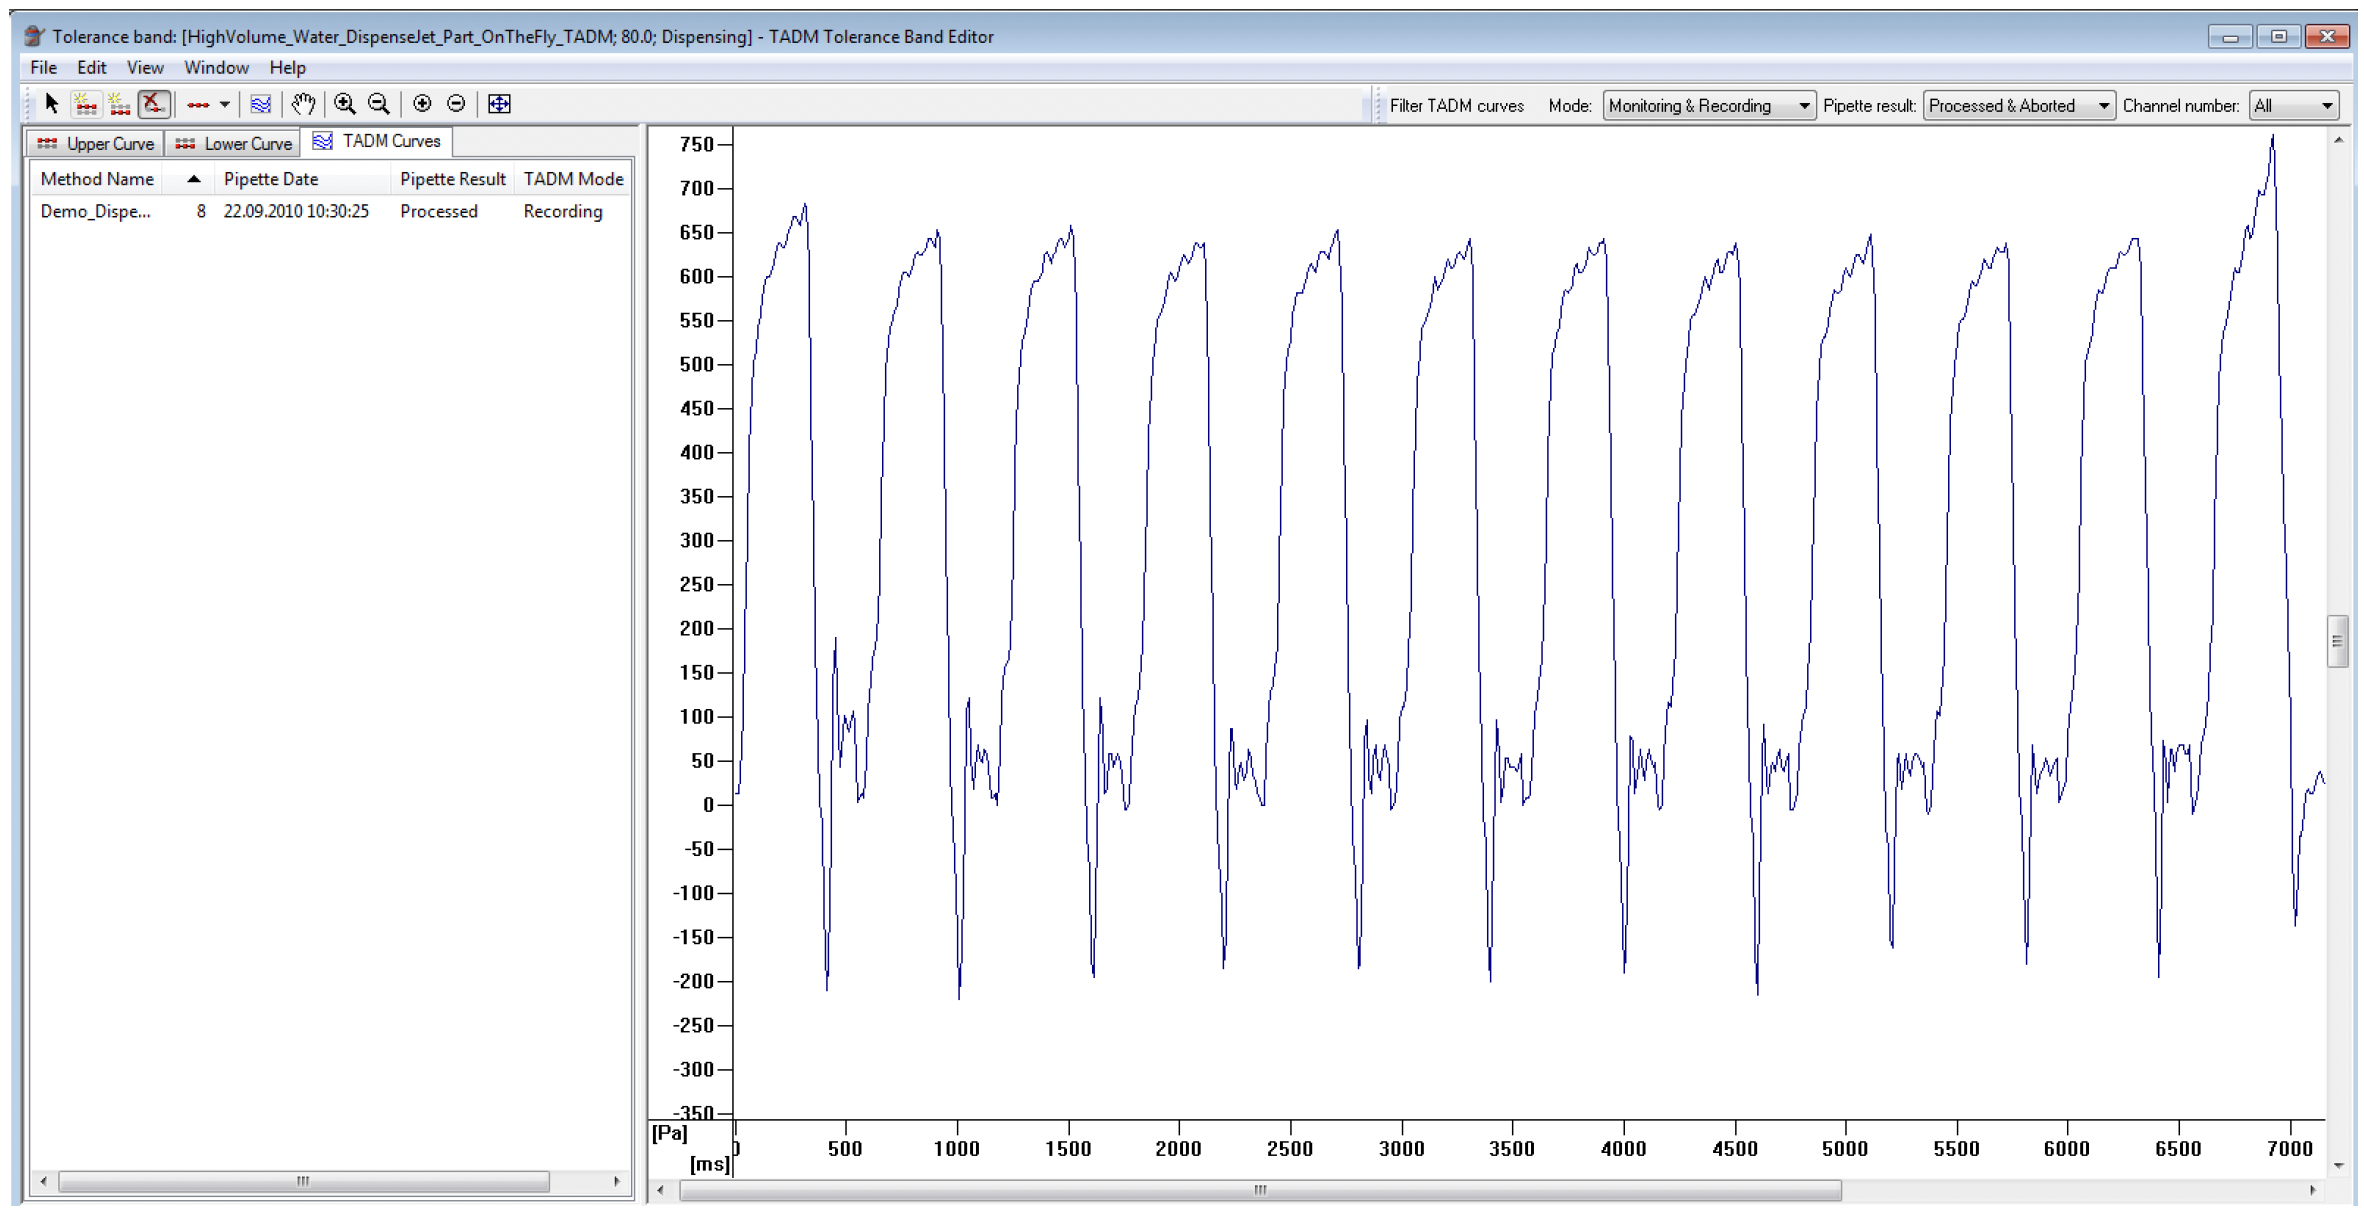 Tolerance band: [HighVolume_Water_DispenseJet_Part_OnTheFly_TADM; 80.0; Dispensing] - TADM Tolerance Band Editor
File Edit View Window Help
Filter TADM curves Mode: Monitoring & Recording Pipette result: Processed & Aborted Channel number: All
Upper Curve Lower Curve TADM Curves
Method Name Pipette Date Pipette Result TADM Mode
Demo_Dispe... 8 22.09.2010 10:30:25 Processed Recording
750
700
650
600
550
500
450
400
350
300
250
200
150
100
50
0
-50
-100
-150
-200
-250
-300
-350
[Pa]
[ms]
0 500 1000 1500 2000 2500 3000 3500 4000 4500 5000 5500 6000 6500 7000